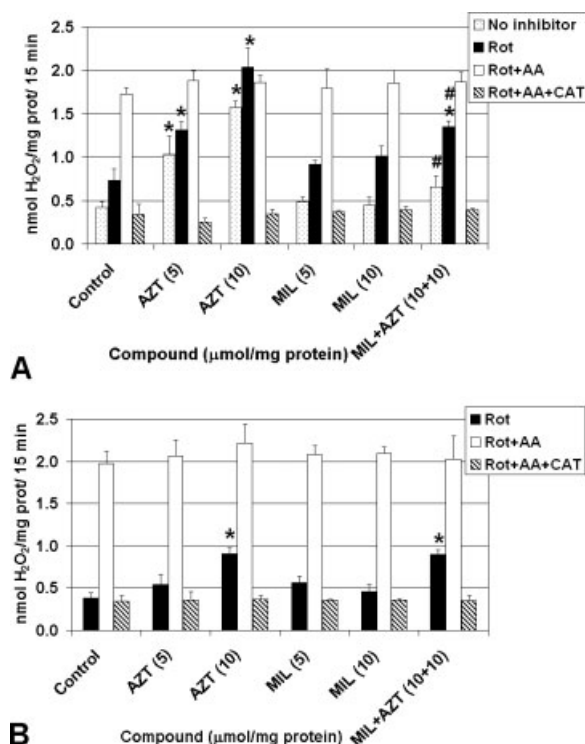 No inhibitor
Rot
Rot+AA
Rot+AA+CAT
nmol H₂O₂/mg prot/ 15 min
2.5
2.0
1.5
1.0
0.5
0.0
* * * * # # *
Control
AZT (5)
AZT (10)
MIL (5)
MIL (10)
MIL+AZT (10+10)
Compound (µmol/mg protein)
A
Rot
Rot+AA
Rot+AA+CAT
nmol H₂O₂/mg prot/ 15 min
2.5
2.0
1.5
1.0
0.5
0.0
* *
Control
AZT (5)
AZT (10)
MIL (5)
MIL (10)
MIL+AZT (10+10)
Compound (µmol/mg protein)
B